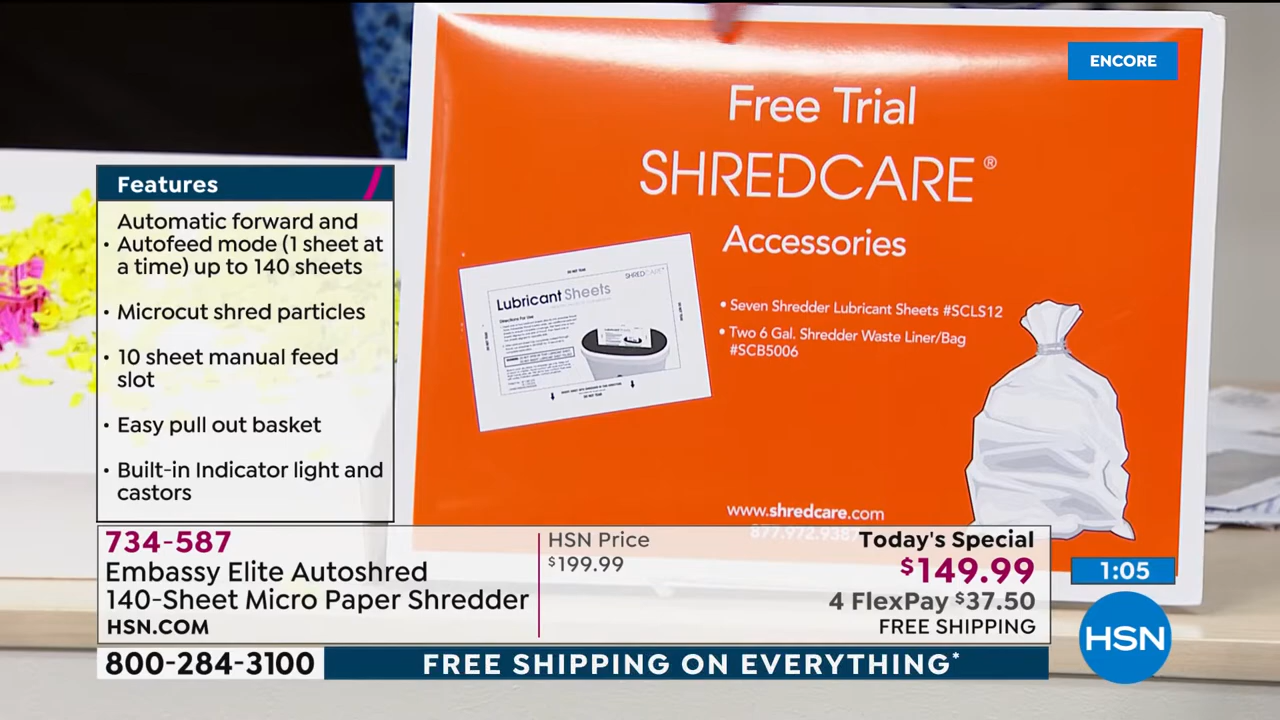 ENCORE
Free Trial
SHREDCARE®
Accessories
• Seven Shredder Lubricant Sheets #SCLS12
• Two 6 Gal. Shredder Waste Liner/Bag
#SCB5006
SHREDCARE
Lubricant Sheets
Directions For Use
www.shredcare.com
Features
Automatic forward and
• Autofeed mode (1 sheet at
a time) up to 140 sheets
• Microcut shred particles
• 10 sheet manual feed
slot
• Easy pull out basket
• Built-in Indicator light and
castors
734-587
Embassy Elite Autoshred
140-Sheet Micro Paper Shredder
HSN.COM
HSN Price
$199.99
Today's Special
$149.99
4 FlexPay $37.50
FREE SHIPPING
1:05
HSN
800-284-3100
FREE SHIPPING ON EVERYTHING*